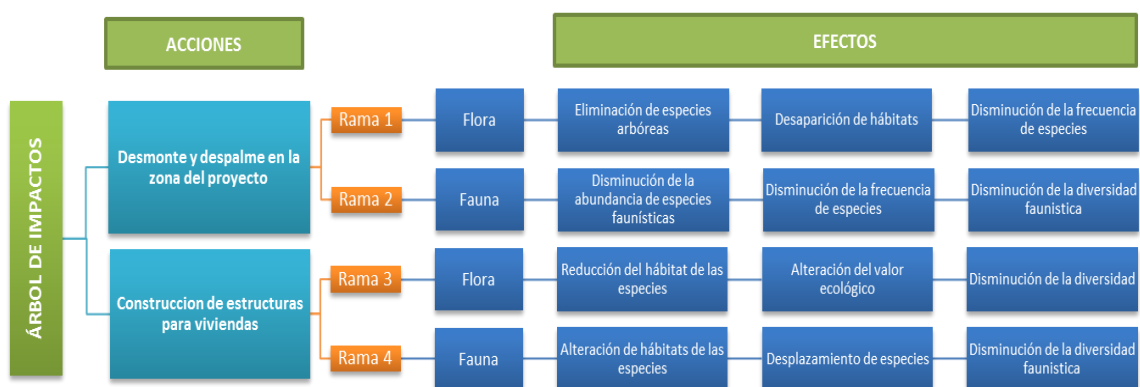 ACCIONES
EFECTOS
ÁRBOL DE IMPACTOS
Desmonte y despalme en la
zona del proyecto
Rama 1
Flora
Eliminación de especies
arbóreas
Desaparición de hábitats
Disminución de la frecuencia
de especies
Rama 2
Fauna
Disminución de la
abundancia de especies
faunísticas
Disminución de la frecuencia
de especies
Disminución de la diversidad
faunistica
Construccion de estructuras
para viviendas
Rama 3
Flora
Reducción del hábitat de las
especies
Alteración del valor
ecológico
Disminución de la diversidad
Rama 4
Fauna
Alteración de hábitats de las
especies
Desplazamiento de especies
Disminución de la diversidad
faunistica